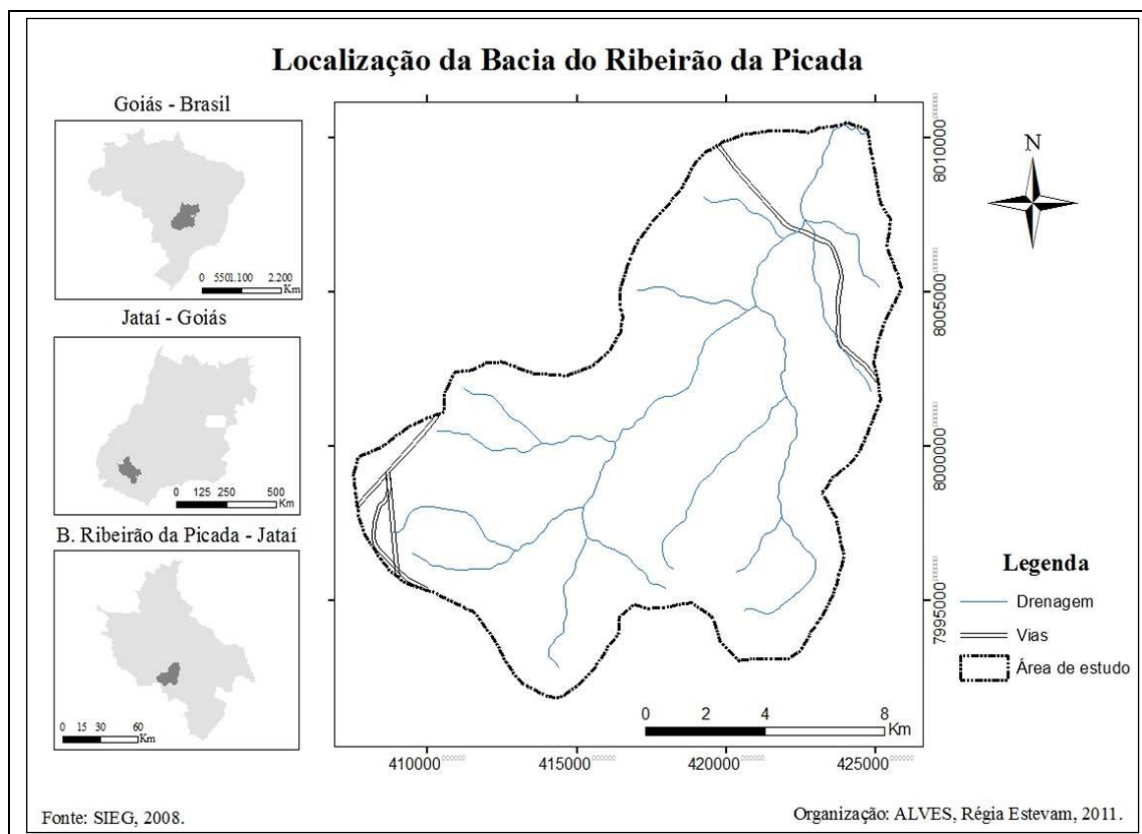 Localização da Bacia do Ribeirão da Picada
Goiás - Brasil
0 550 1.100 2.200
Km
Jataí - Goiás
0 125 250 500
Km
B. Ribeirão da Picada - Jataí
0 15 30 60
Km
N
8010000
8005000
8000000
7995000
410000 415000 420000 425000
0 2 4 8
Km
Legenda
Drenagem
Vias
Área de estudo
Fonte: SIEG, 2008.
Organização: ALVES, Régia Estevam, 2011.